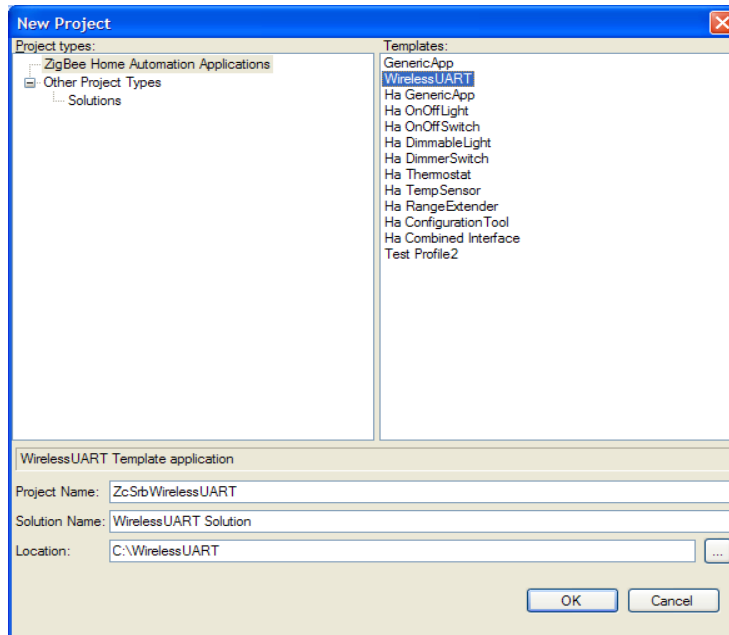 New Project
Project types:
Templates:
ZigBee Home Automation Applications
Other Project Types
Solutions
GenericApp
WirelessUART
Ha GenericApp
Ha OnOffLight
Ha OnOffSwitch
Ha DimmableLight
Ha DimmerSwitch
Ha Thermostat
Ha TempSensor
Ha RangeExtender
Ha ConfigurationTool
Ha Combined Interface
Test Profile2
WirelessUART Template application
Project Name: ZcSrbWirelessUART
Solution Name: WirelessUART Solution
Location: C:\WirelessUART ...
OK Cancel